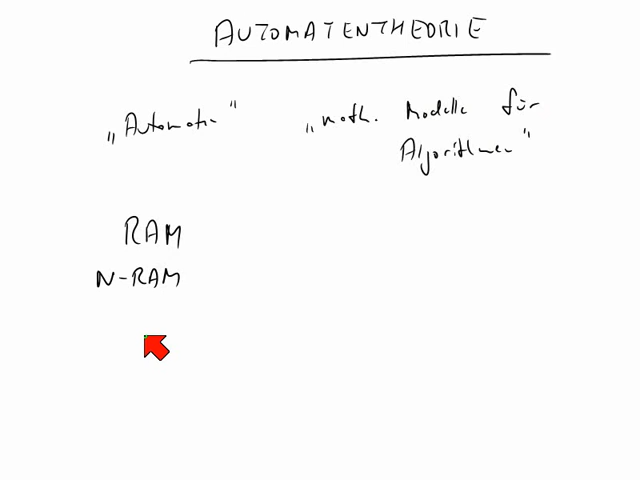 AUTOMATENTHEORIE
„Automaten" „math. Modelle für
Algorithmen"
RAM
N-RAM